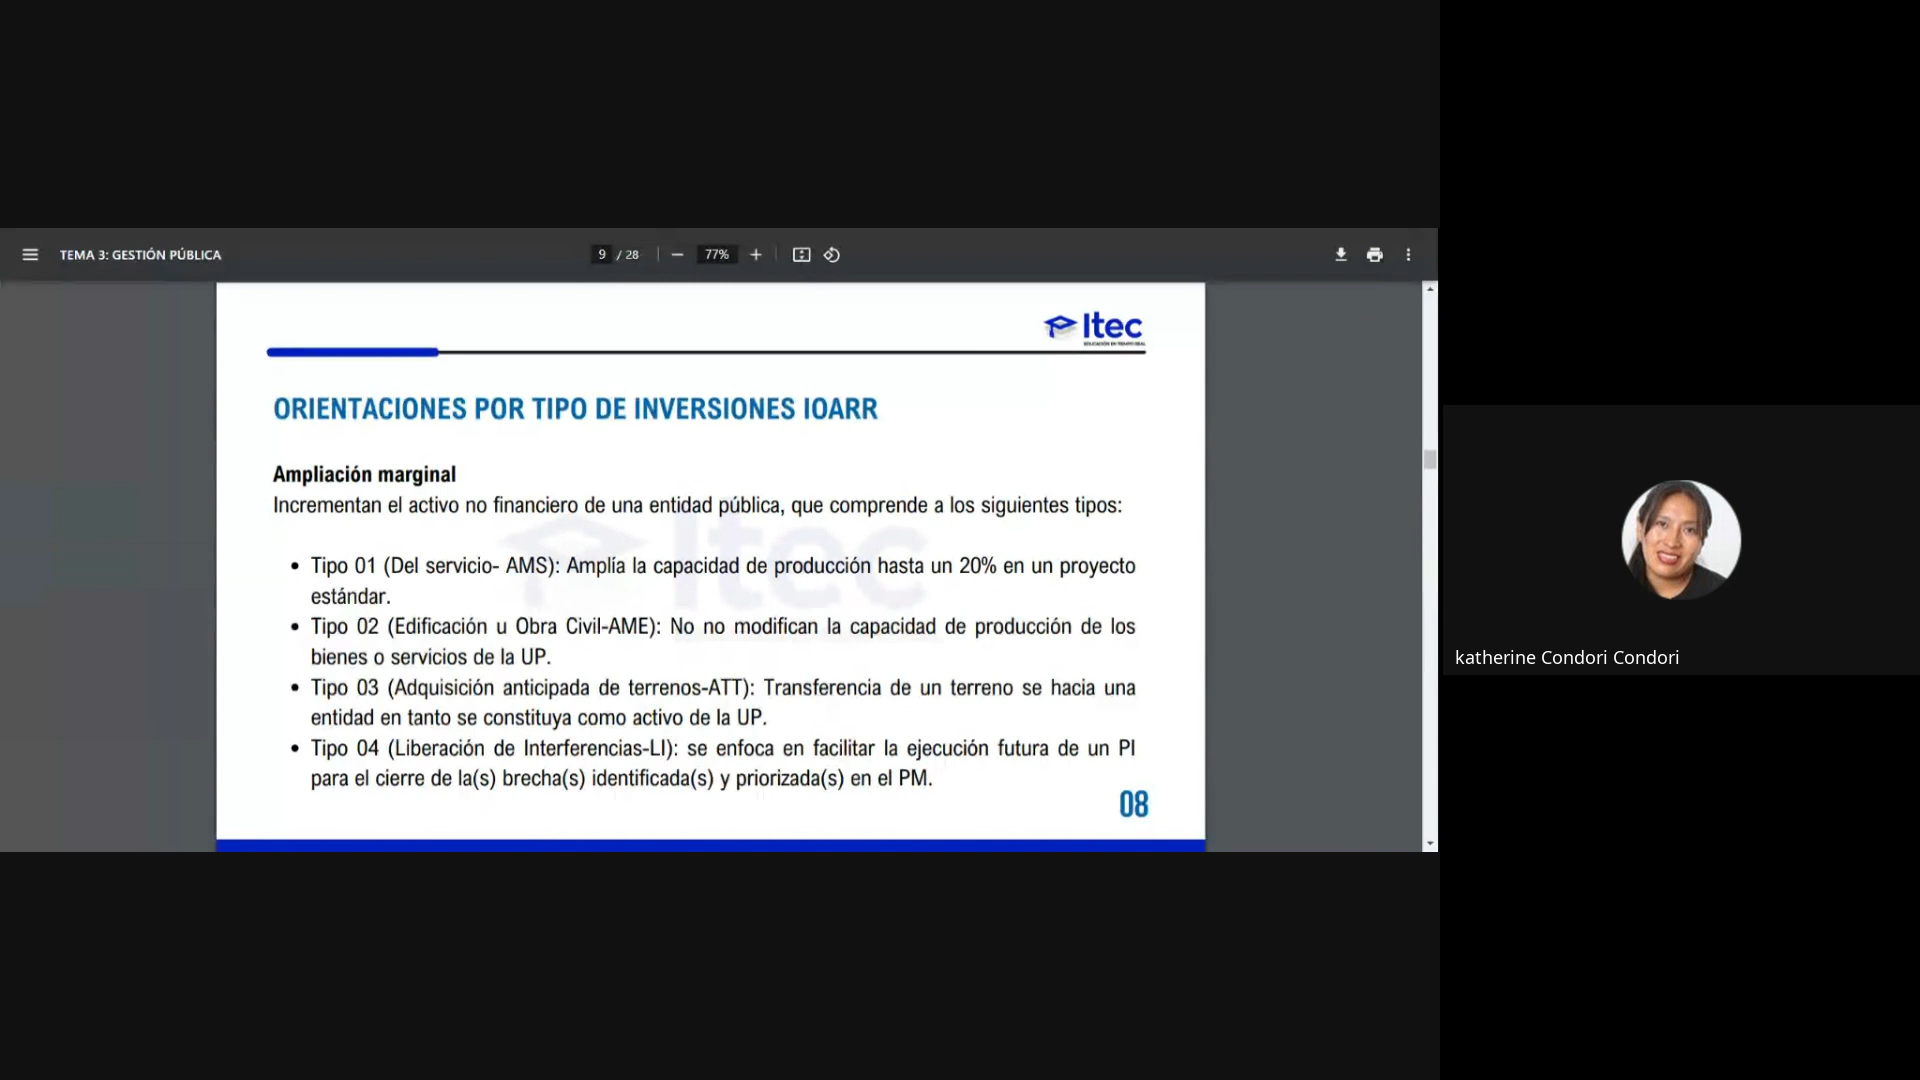 TEMA 3: GESTIÓN PÚBLICA
9 / 28
77%
Itec
ORIENTACIONES POR TIPO DE INVERSIONES IOARR
Ampliación marginal
Incrementan el activo no financiero de una entidad pública, que comprende a los siguientes tipos:
Itec
• Tipo 01 (Del servicio- AMS): Amplía la capacidad de producción hasta un 20% en un proyecto
estándar.
• Tipo 02 (Edificación u Obra Civil-AME): No no modifican la capacidad de producción de los
bienes o servicios de la UP.
• Tipo 03 (Adquisición anticipada de terrenos-ATT): Transferencia de un terreno se hacia una
entidad en tanto se constituya como activo de la UP.
• Tipo 04 (Liberación de Interferencias-LI): se enfoca en facilitar la ejecución futura de un PI
para el cierre de la(s) brecha(s) identificada(s) y priorizada(s) en el PM.
08
katherine Condori Condori